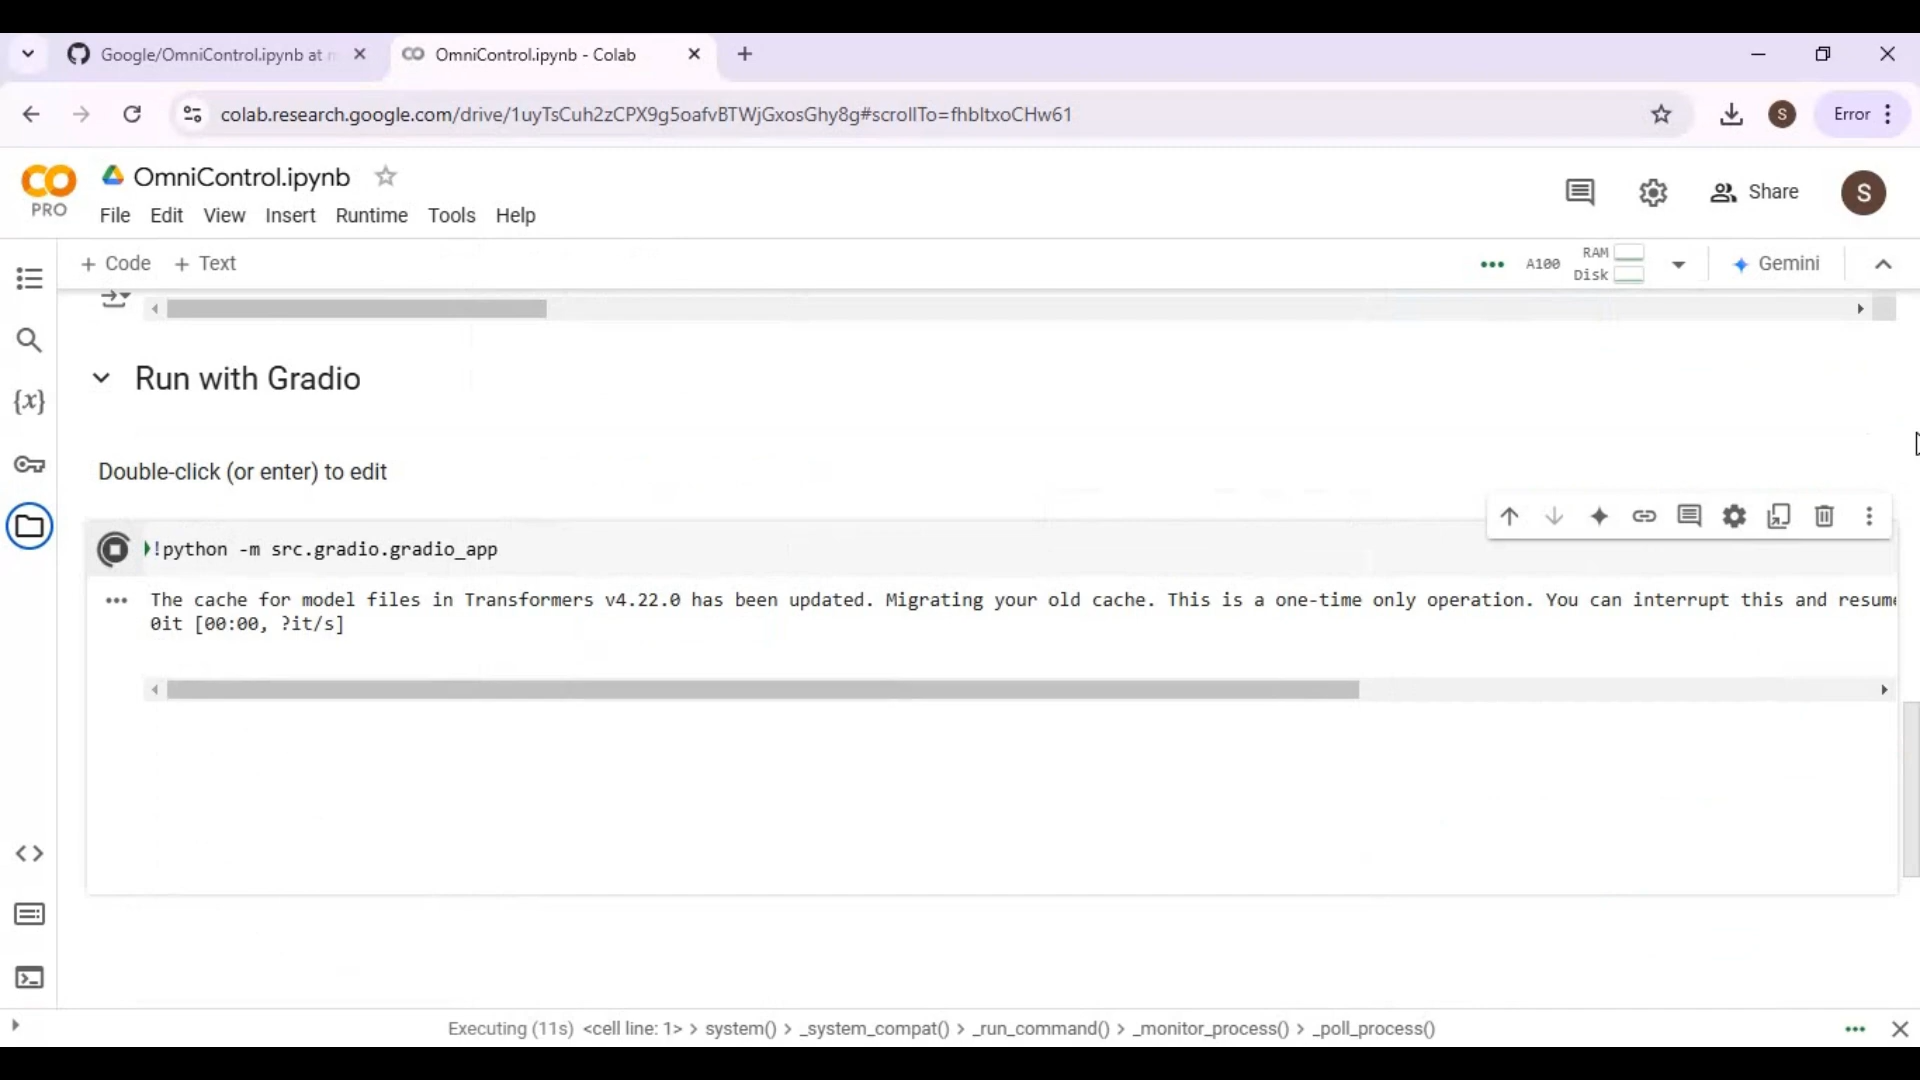 Google/OmniControl.ipynb at
OmniControl.ipynb - Colab
colab.research.google.com/drive/1uyTsCuh2zCPX9g5oafvBTWjGxosGhy8g#scrollTo=fhbItxoCHw61
S
Error
CO
PRO
OmniControl.ipynb
File Edit View Insert Runtime Tools Help
Share
S
+ Code + Text
A100
RAM
Disk
Gemini
{x}
Run with Gradio
Double-click (or enter) to edit
!python -m src.gradio.gradio_app
The cache for model files in Transformers v4.22.0 has been updated. Migrating your old cache. This is a one-time only operation. You can interrupt this and resume
0it [00:00, ?it/s]
Executing (11s) <cell line: 1> > system() > _system_compat() > _run_command() > _monitor_process() > _poll_process()